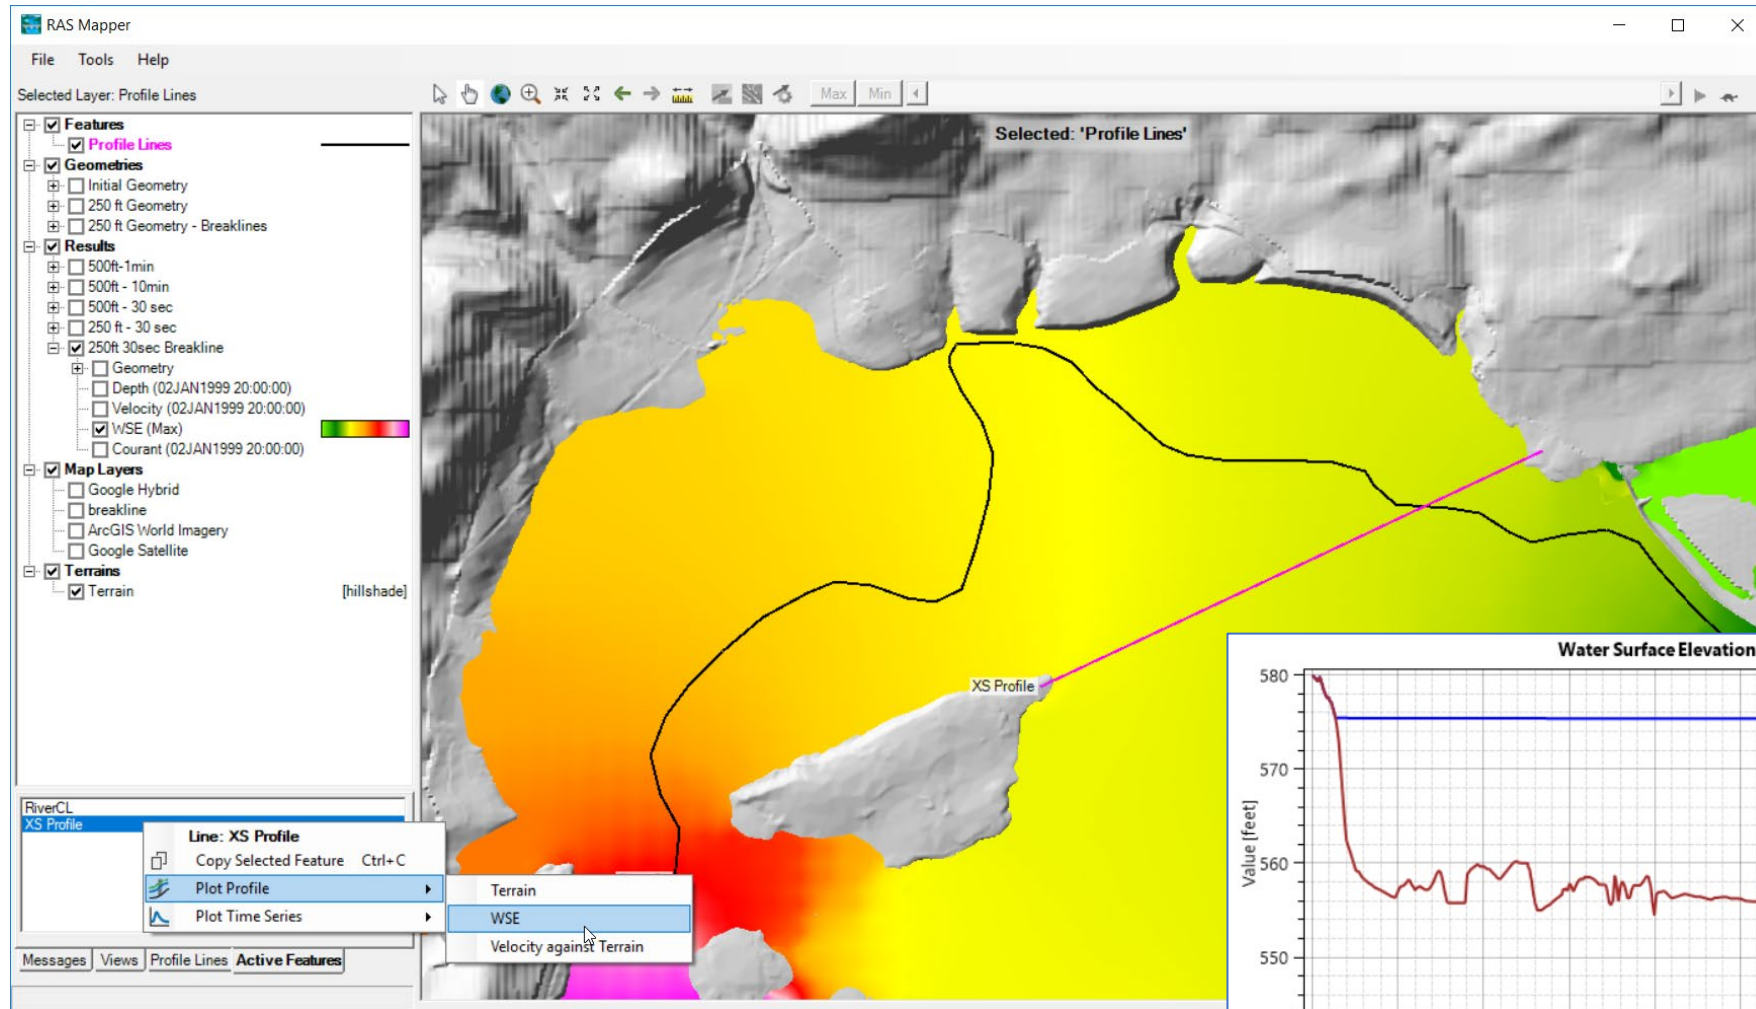 RAS Mapper
File Tools Help
Selected Layer: Profile Lines
Max Min
Features
Profile Lines
Geometries
Initial Geometry
250 ft Geometry
250 ft Geometry - Breaklines
Results
500ft-1min
500ft - 10min
500ft - 30 sec
250 ft - 30 sec
250ft 30sec Breakline
Geometry
Depth (02JAN1999 20:00:00)
Velocity (02JAN1999 20:00:00)
WSE (Max)
Courant (02JAN1999 20:00:00)
Map Layers
Google Hybrid
breakline
ArcGIS World Imagery
Google Satellite
Terrains
Terrain [hillshade]
RiverCL
XS Profile
Line: XS Profile
Copy Selected Feature Ctrl+C
Plot Profile
Plot Time Series
Terrain
WSE
Velocity against Terrain
Messages Views Profile Lines Active Features
Selected: 'Profile Lines'
XS Profile
Water Surface Elevation
Value [feet]
580
570
560
550